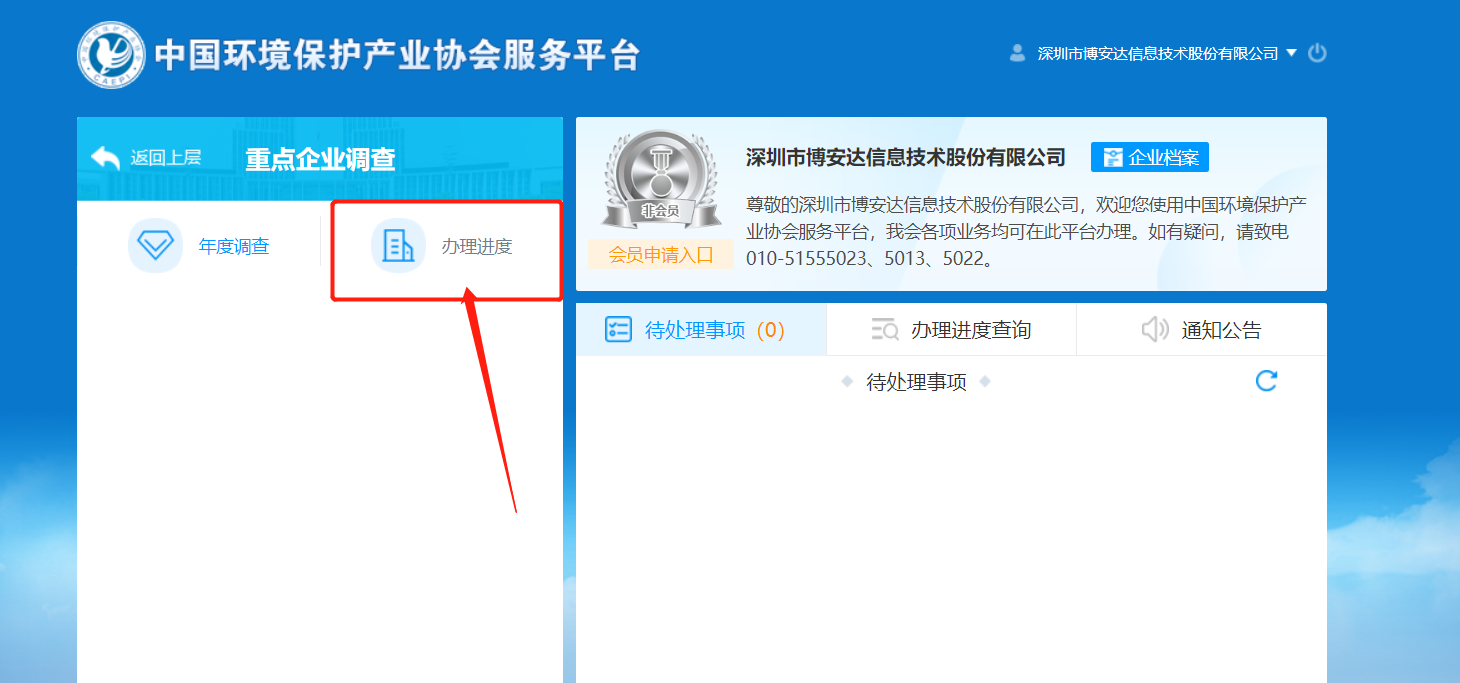 中国环境保护产业协会服务平台
CAEPI
深圳市博安达信息技术股份有限公司
返回上层
重点企业调查
年度调查
办理进度
非会员
会员申请入口
深圳市博安达信息技术股份有限公司
企业档案
尊敬的深圳市博安达信息技术股份有限公司，欢迎您使用中国环境保护产
业协会服务平台，我会各项业务均可在此平台办理。如有疑问，请致电
010-51555023、5013、5022。
待处理事项（0）
办理进度查询
通知公告
待处理事项